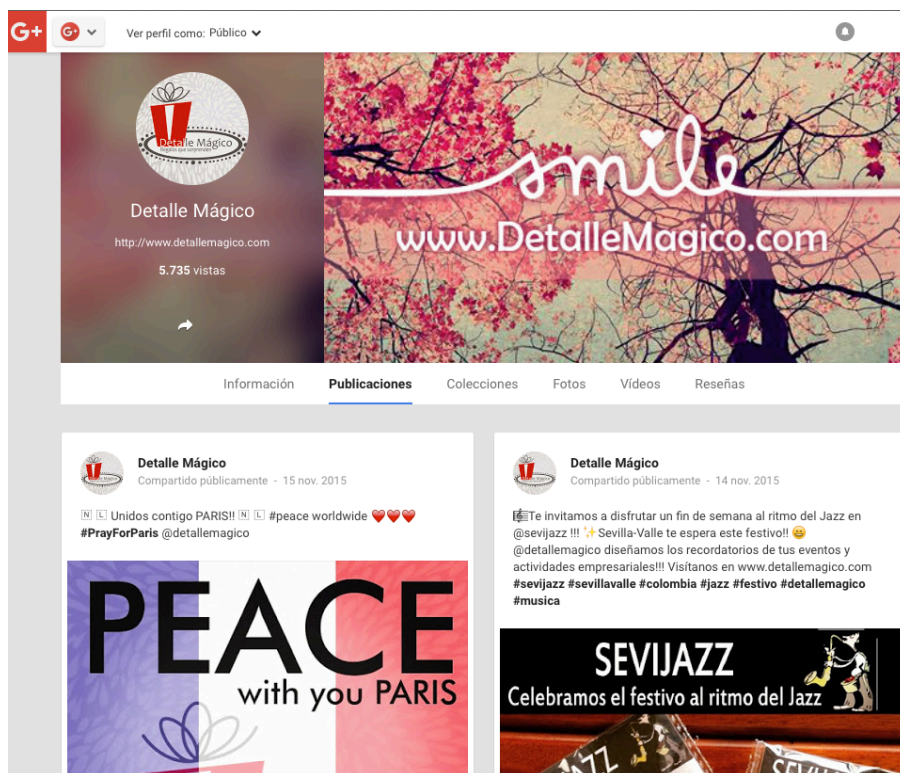 G+
G+
Ver perfil como: Público
Detalle Mágico
Regalos que sorprenden
Detalle Mágico
http://www.detallemagico.com
5.735 vistas
smile
www.DetalleMagico.com
Información Publicaciones Colecciones Fotos Vídeos Reseñas
Detalle Mágico
Compartido públicamente - 15 nov. 2015
🇳 🇱 Unidos contigo PARIS!! 🇳 🇱 #peace worldwide ❤❤❤
#PrayForParis @detallemagico
PEACE
with you PARIS
Detalle Mágico
Compartido públicamente - 14 nov. 2015
🎼Te invitamos a disfrutar un fin de semana al ritmo del Jazz en
@sevijazz !!! ✨Sevilla-Valle te espera este festivo!! 😄
@detallemagico diseñamos los recordatorios de tus eventos y
actividades empresariales!!! Visítanos en www.detallemagico.com
#sevijazz #sevillavalle #colombia #jazz #festivo #detallemagico
#musica
SEVIJAZZ
Celebramos el festivo al ritmo del Jazz